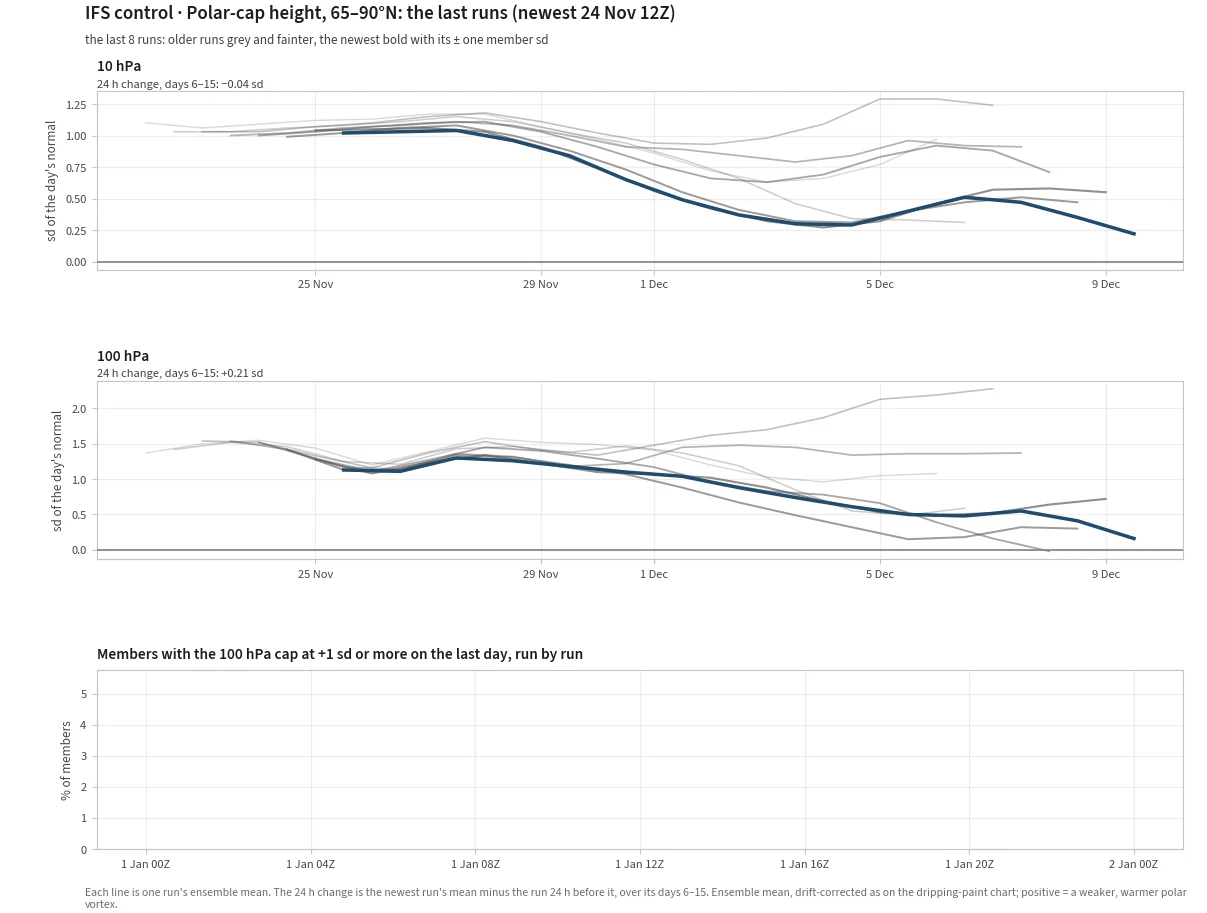 IFS control · Polar-cap height, 65–90°N: the last runs (newest 24 Nov 12Z)
the last 8 runs: older runs grey and fainter, the newest bold with its ± one member sd
10 hPa
24 h change, days 6–15: −0.04 sd
sd of the day's normal
1.25
1.00
0.75
0.50
0.25
0.00
25 Nov
29 Nov
1 Dec
5 Dec
9 Dec
100 hPa
24 h change, days 6–15: +0.21 sd
sd of the day's normal
2.0
1.5
1.0
0.5
0.0
25 Nov
29 Nov
1 Dec
5 Dec
9 Dec
Members with the 100 hPa cap at +1 sd or more on the last day, run by run
% of members
5
4
3
2
1
0
1 Jan 00Z
1 Jan 04Z
1 Jan 08Z
1 Jan 12Z
1 Jan 16Z
1 Jan 20Z
2 Jan 00Z
Each line is one run's ensemble mean. The 24 h change is the newest run's mean minus the run 24 h before it, over its days 6–15. Ensemble mean, drift-corrected as on the dripping-paint chart; positive = a weaker, warmer polar
vortex.